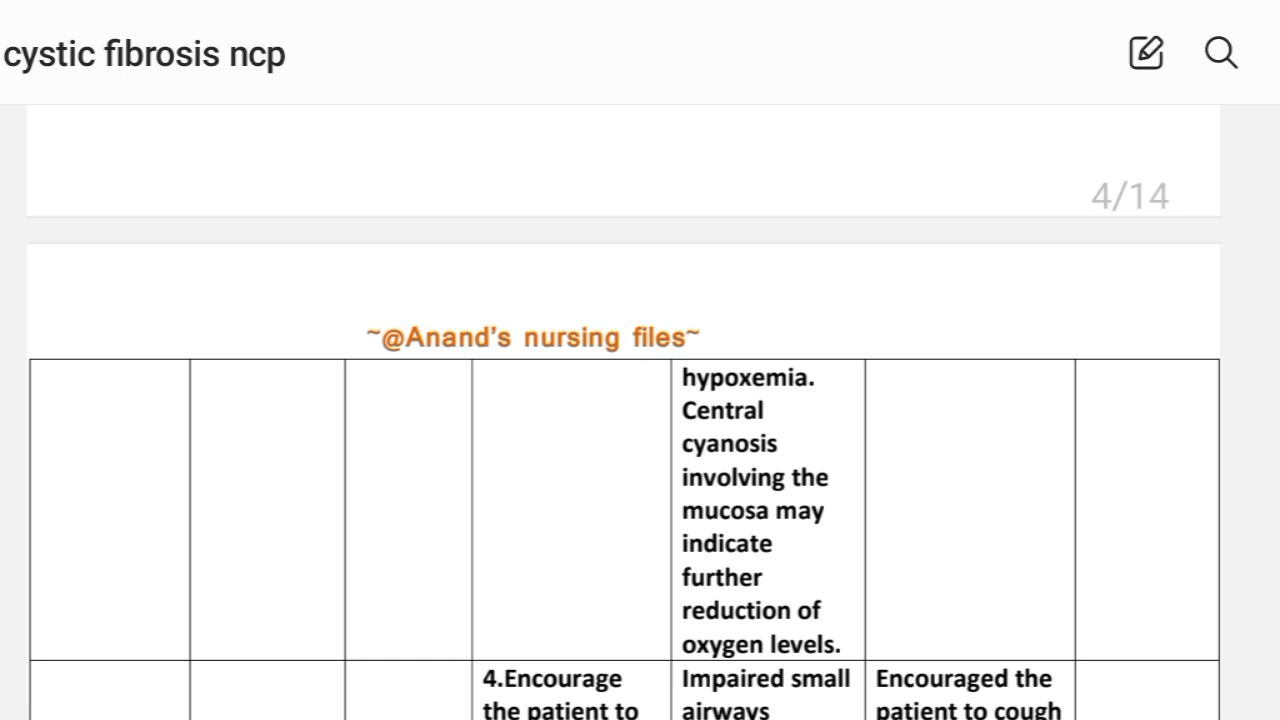 cystic fibrosis ncp
4/14
~@Anand's nursing files~
hypoxemia.
Central
cyanosis
involving the
mucosa may
indicate
further
reduction of
oxygen levels.
4.Encourage
the patient to
Impaired small
airways
Encouraged the
patient to cough